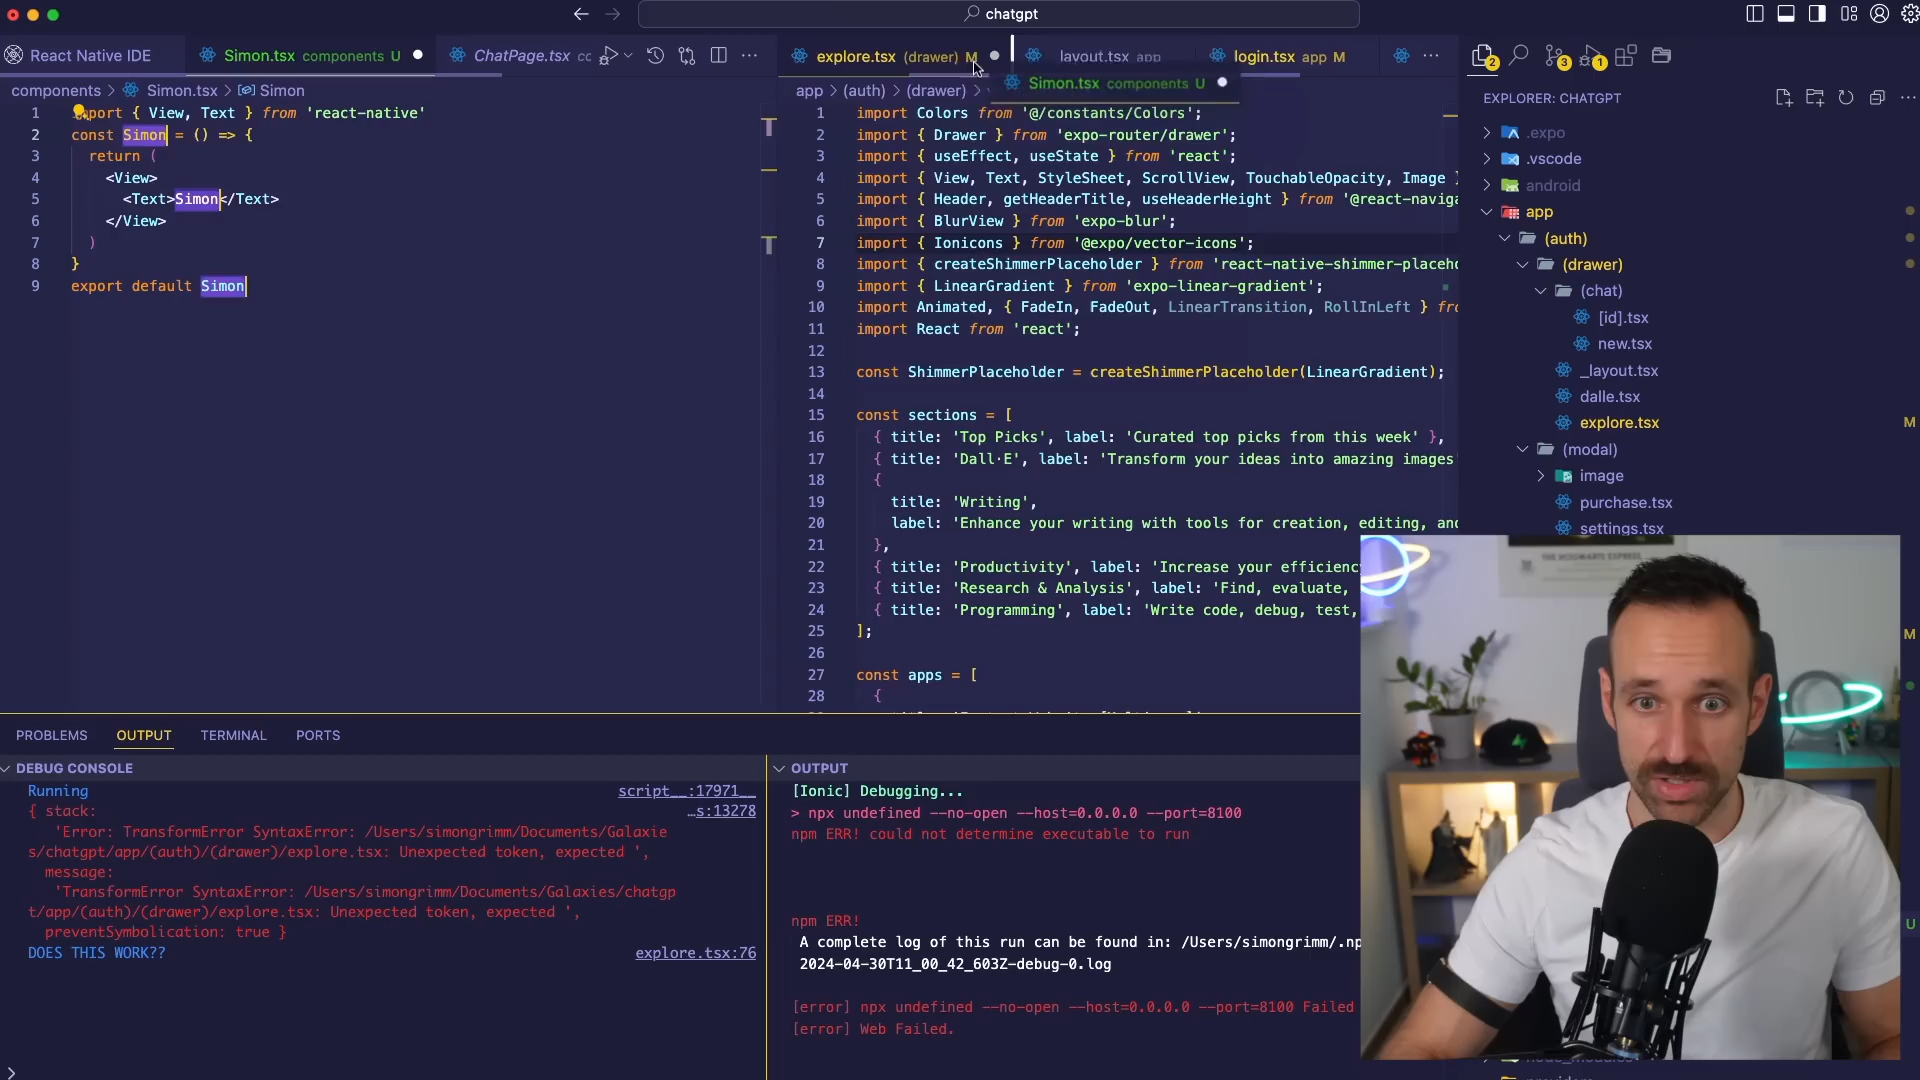 chatgpt
React Native IDE
Simon.tsx components U
ChatPage.tsx cc
explore.tsx (drawer) M
_layout.tsx app
login.tsx app M
Simon.tsx components U
components > Simon.tsx > Simon
app > (auth) > (drawer) >
1 import { View, Text } from 'react-native'
2 const Simon = () => {
3 return (
4 <View>
5 <Text>Simon</Text>
6 </View>
7 )
8 }
9 export default Simon
1 import Colors from '@/constants/Colors';
2 import { Drawer } from 'expo-router/drawer';
3 import { useEffect, useState } from 'react';
4 import { View, Text, StyleSheet, ScrollView, TouchableOpacity, Image }
5 import { Header, getHeaderTitle, useHeaderHeight } from '@react-naviga
6 import { BlurView } from 'expo-blur';
7 import { Ionicons } from '@expo/vector-icons';
8 import { createShimmerPlaceholder } from 'react-native-shimmer-placeho
9 import { LinearGradient } from 'expo-linear-gradient';
10 import Animated, { FadeIn, FadeOut, LinearTransition, RollInLeft } fro
11 import React from 'react';
12
13 const ShimmerPlaceholder = createShimmerPlaceholder(LinearGradient);
14
15 const sections = [
16 { title: 'Top Picks', label: 'Curated top picks from this week' },
17 { title: 'Dall·E', label: 'Transform your ideas into amazing images'
18 {
19 title: 'Writing',
20 label: 'Enhance your writing with tools for creation, editing, and
21 },
22 { title: 'Productivity', label: 'Increase your efficiency
23 { title: 'Research & Analysis', label: 'Find, evaluate,
24 { title: 'Programming', label: 'Write code, debug, test,
25 ];
26
27 const apps = [
28 {
2
3
1
EXPLORER: CHATGPT
.expo
.vscode
android
app
(auth)
(drawer)
(chat)
[id].tsx
new.tsx
_layout.tsx
dalle.tsx
explore.tsx M
(modal)
image
purchase.tsx
settings.tsx
M
U
THE HOGWARTS EXPRESS
PROBLEMS OUTPUT TERMINAL PORTS
DEBUG CONSOLE
Running script__:17971__
{ stack: …s:13278
'Error: TransformError SyntaxError: /Users/simongrimm/Documents/Galaxie
s/chatgpt/app/(auth)/(drawer)/explore.tsx: Unexpected token, expected ',
message:
'TransformError SyntaxError: /Users/simongrimm/Documents/Galaxies/chatgp
t/app/(auth)/(drawer)/explore.tsx: Unexpected token, expected ',
preventSymbolication: true }
DOES THIS WORK?? explore.tsx:76
OUTPUT
[Ionic] Debugging...
> npx undefined --no-open --host=0.0.0.0 --port=8100
npm ERR! could not determine executable to run
npm ERR!
A complete log of this run can be found in: /Users/simongrimm/.np
2024-04-30T11_00_42_603Z-debug-0.log
[error] npx undefined --no-open --host=0.0.0.0 --port=8100 Failed
[error] Web Failed.